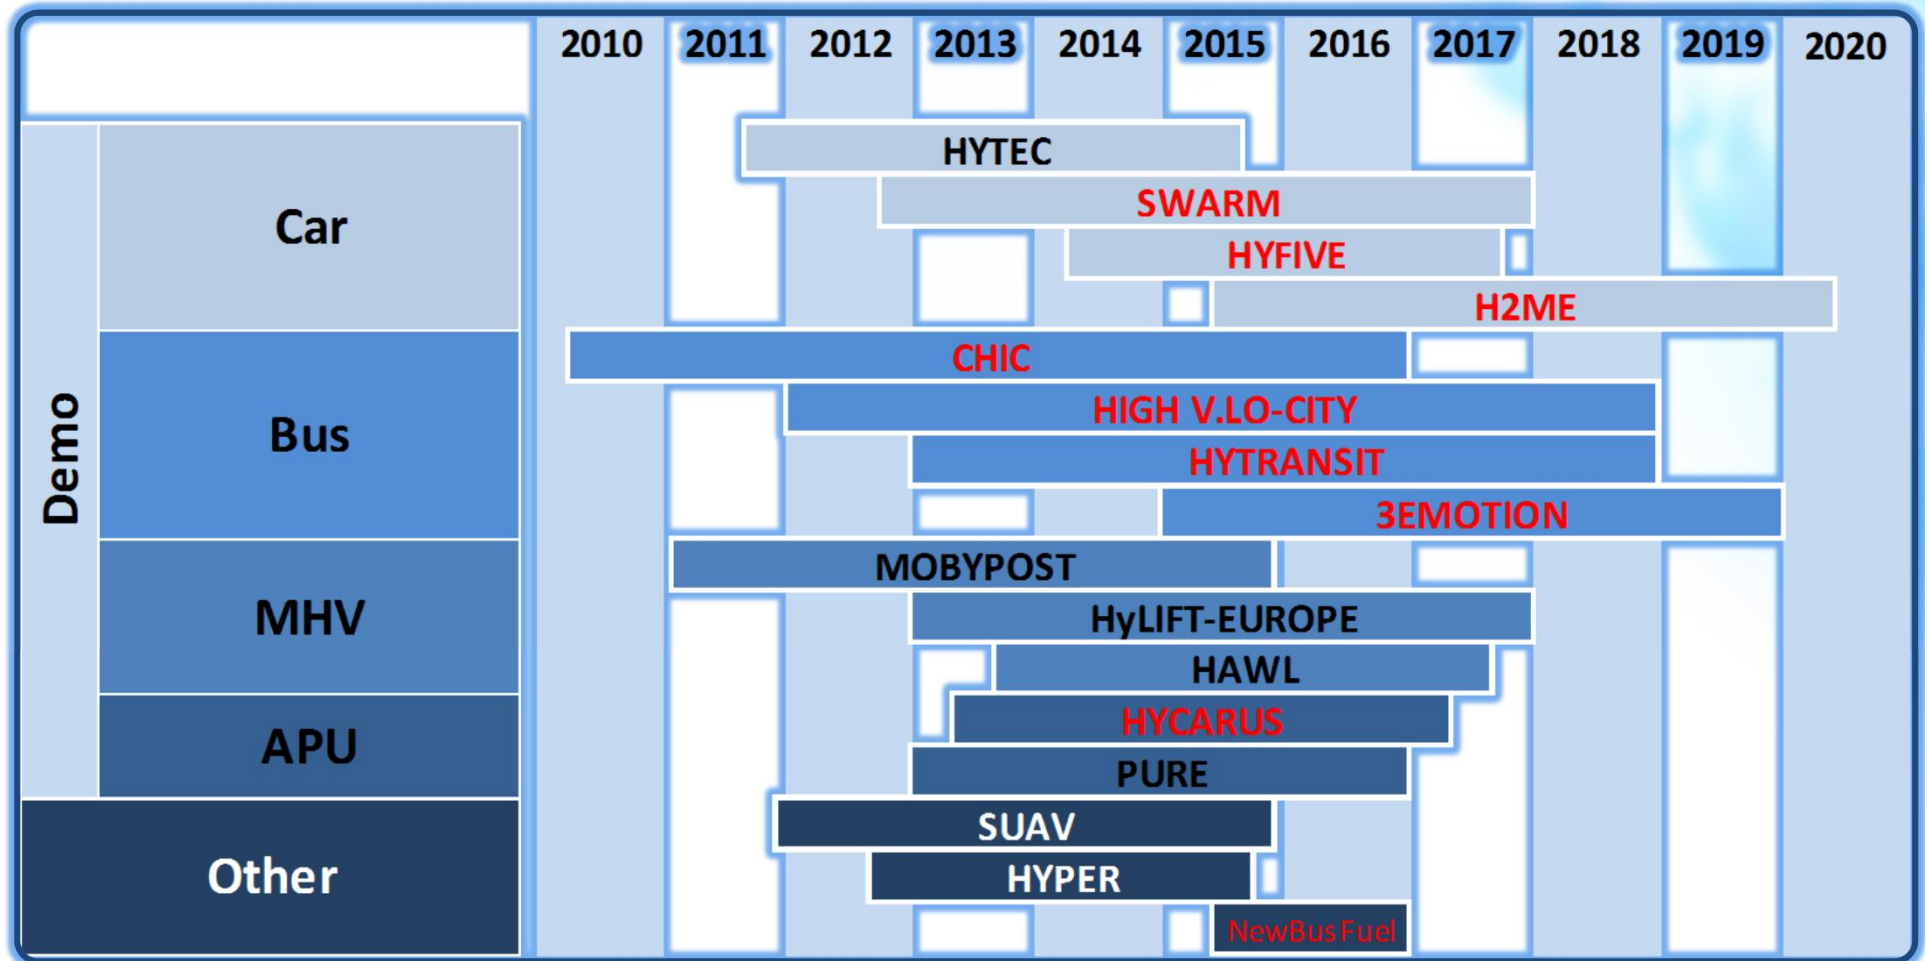 2010 2011 2012 2013 2014 2015 2016 2017 2018 2019 2020
Demo
Car
HYTEC
SWARM
HYFIVE
H2ME
Bus
CHIC
HIGH V.LO-CITY
HYTRANSIT
3EMOTION
MHV
MOBYPOST
HyLIFT-EUROPE
HAWL
APU
HYCARUS
PURE
Other
SUAV
HYPER
NewBusFuel